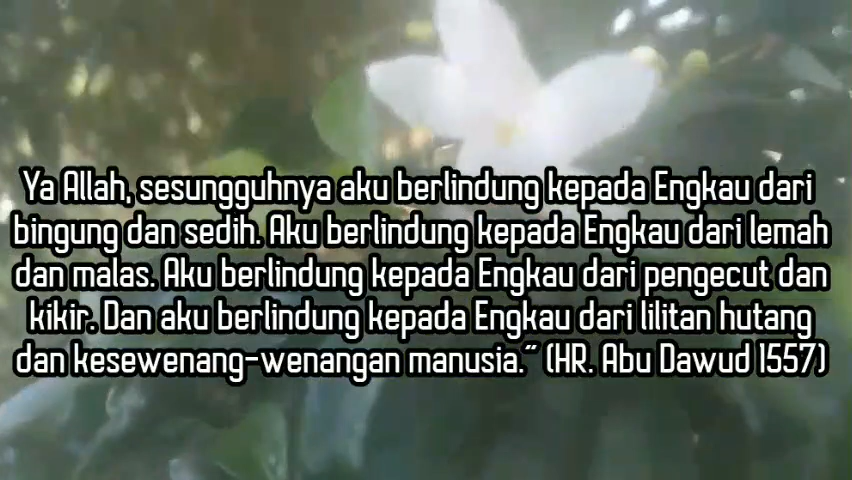 Ya Allah, sesungguhnya aku berlindung kepada Engkau dari
bingung dan sedih. Aku berlindung kepada Engkau dari lemah
dan malas. Aku berlindung kepada Engkau dari pengecut dan
kikir. Dan aku berlindung kepada Engkau dari lilitan hutang
dan kesewenang-wenangan manusia.” (HR. Abu Dawud 1557)